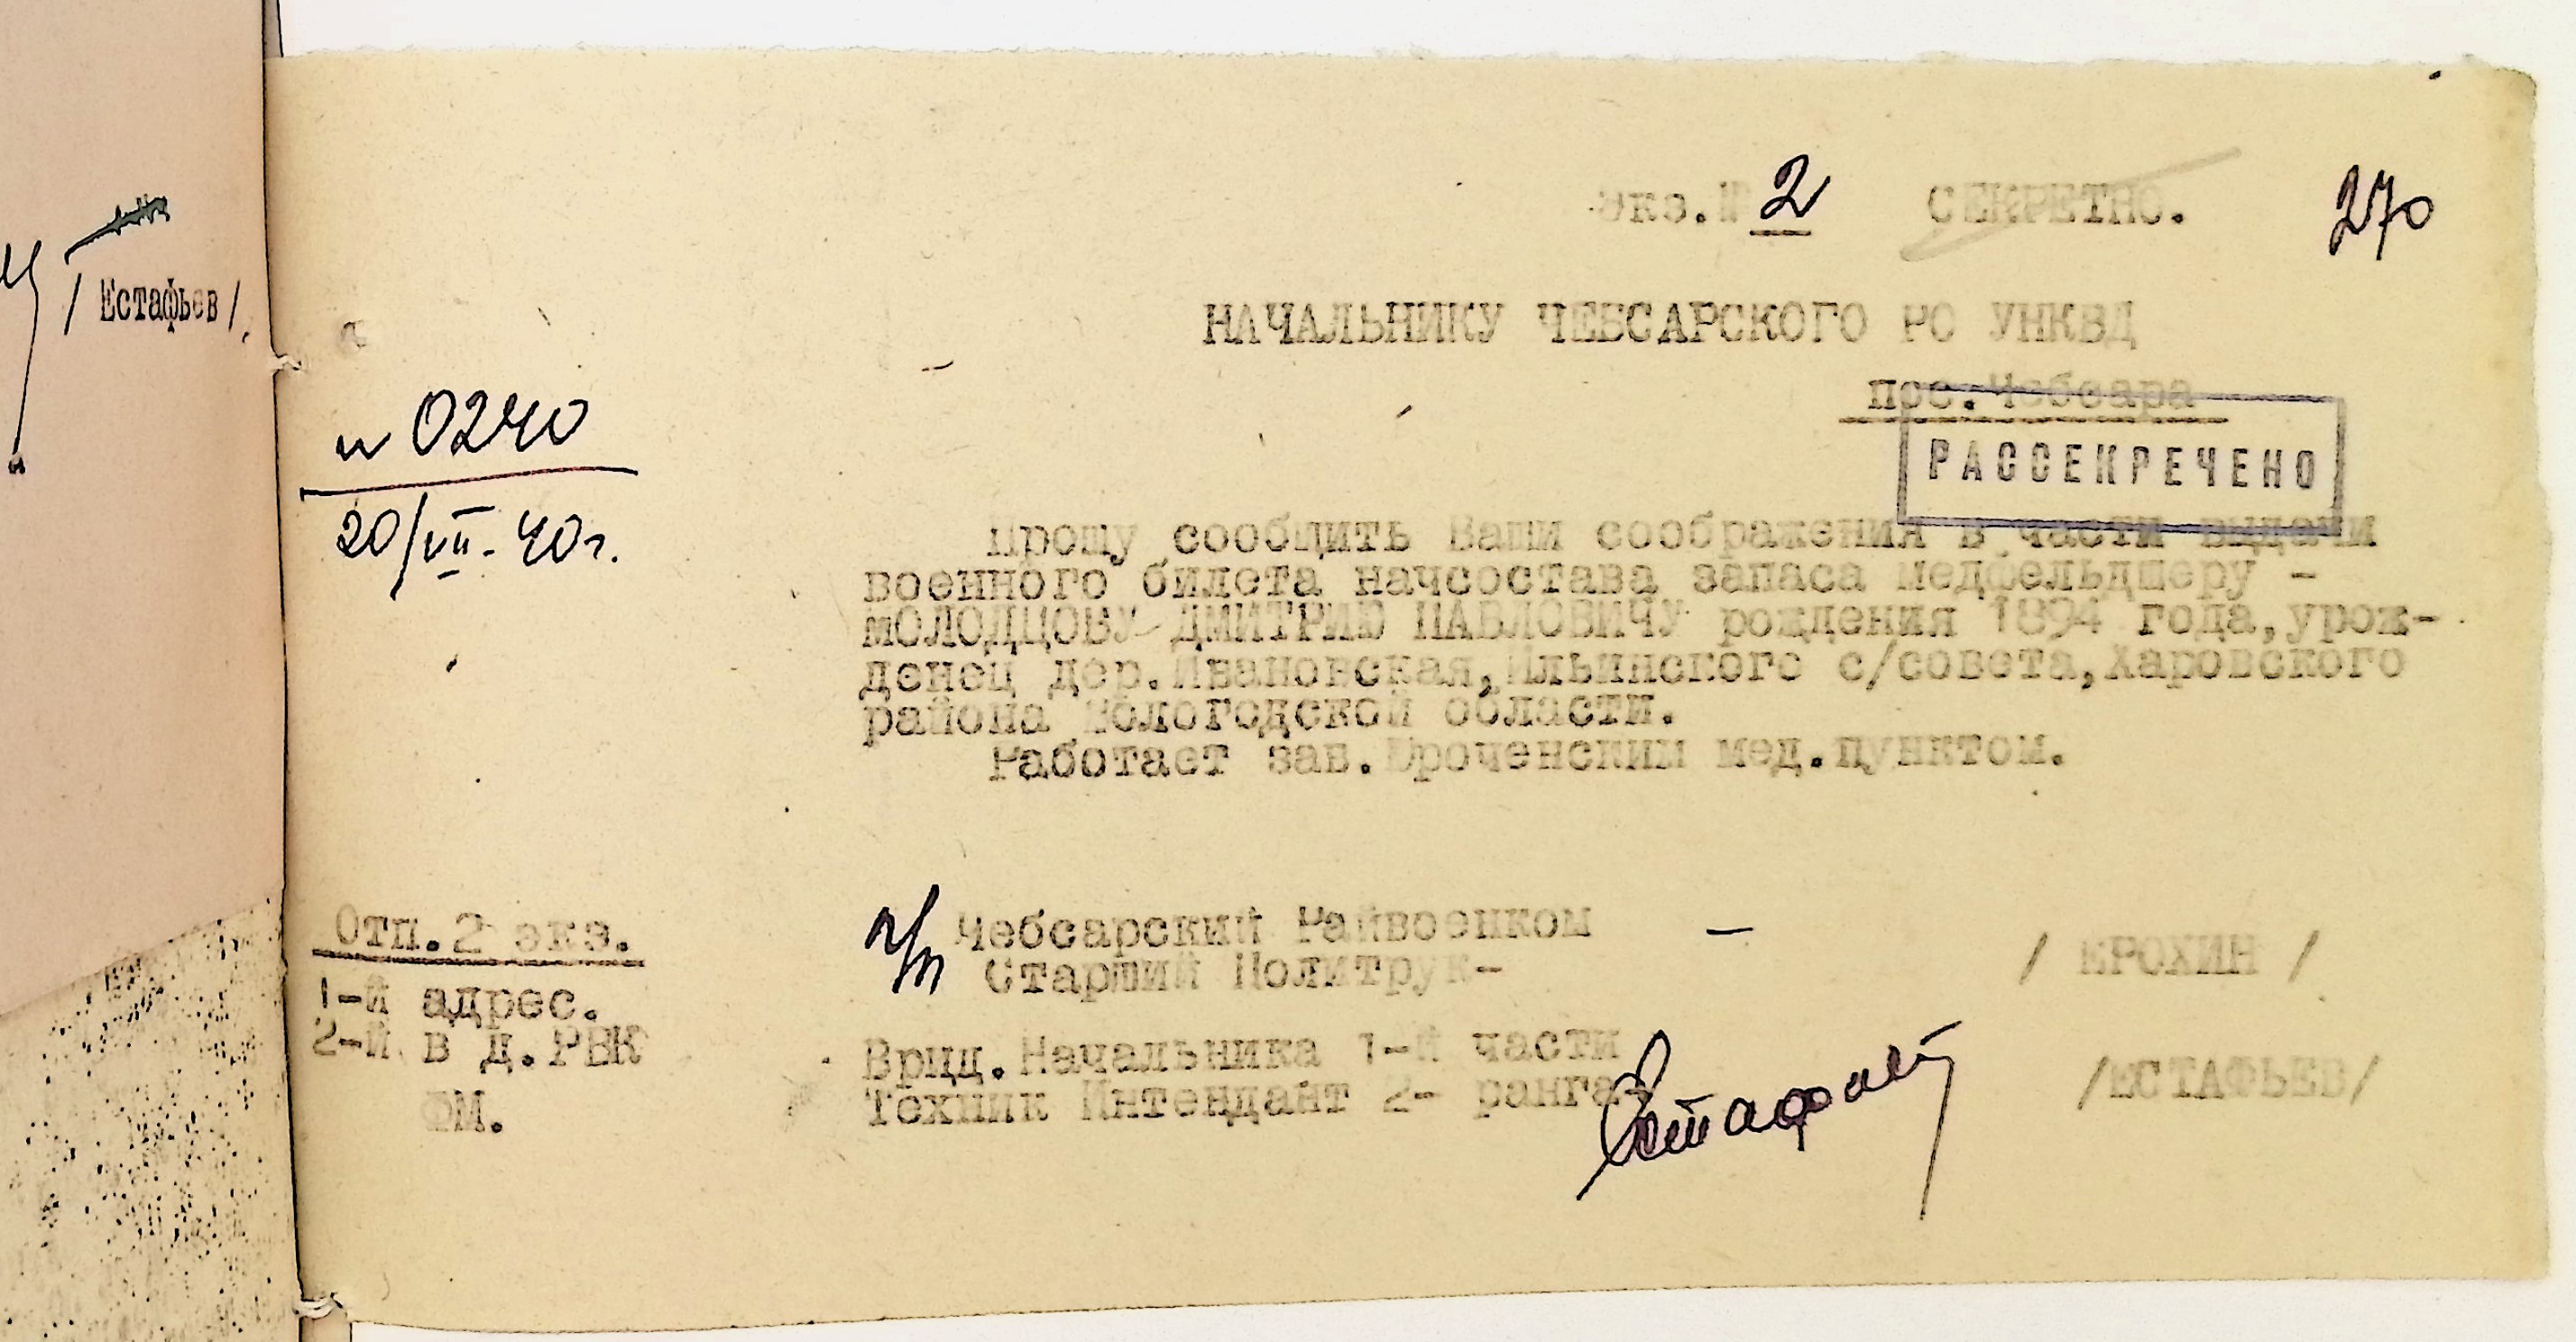 / Естафьев /.
экз.№ 2 СЕКРЕТНО. 270
НАЧАЛЬНИКУ ЧЕБСАРСКОГО РО УНКВД
пос.Чебсара
РАССЕКРЕЧЕНО
0240
20/VII-40г.
Прошу сообщить Ваши соображения в части выдачи
военного билета начсостава запаса медфельдшеру -
мОЛОДЦОВУ ДМИТРИЮ ПАВЛОВИЧУ рождения 1894 года,урож-
денец дер.Ивановская,Ильинского с/совета,Харовского
района Вологодской области.
Работает зав. мед.пунктом.
Отп.2 экз.
1-й адрес.
2-й в д.РВК
ФМ.
п/п Чебсарский Райвоенком - / ЕРОХИН /
Старший Политрук-
Врид.Начальника 1-й части
Техник Интендант 2- ранга- Естафьев /ЕСТАФЬЕВ/